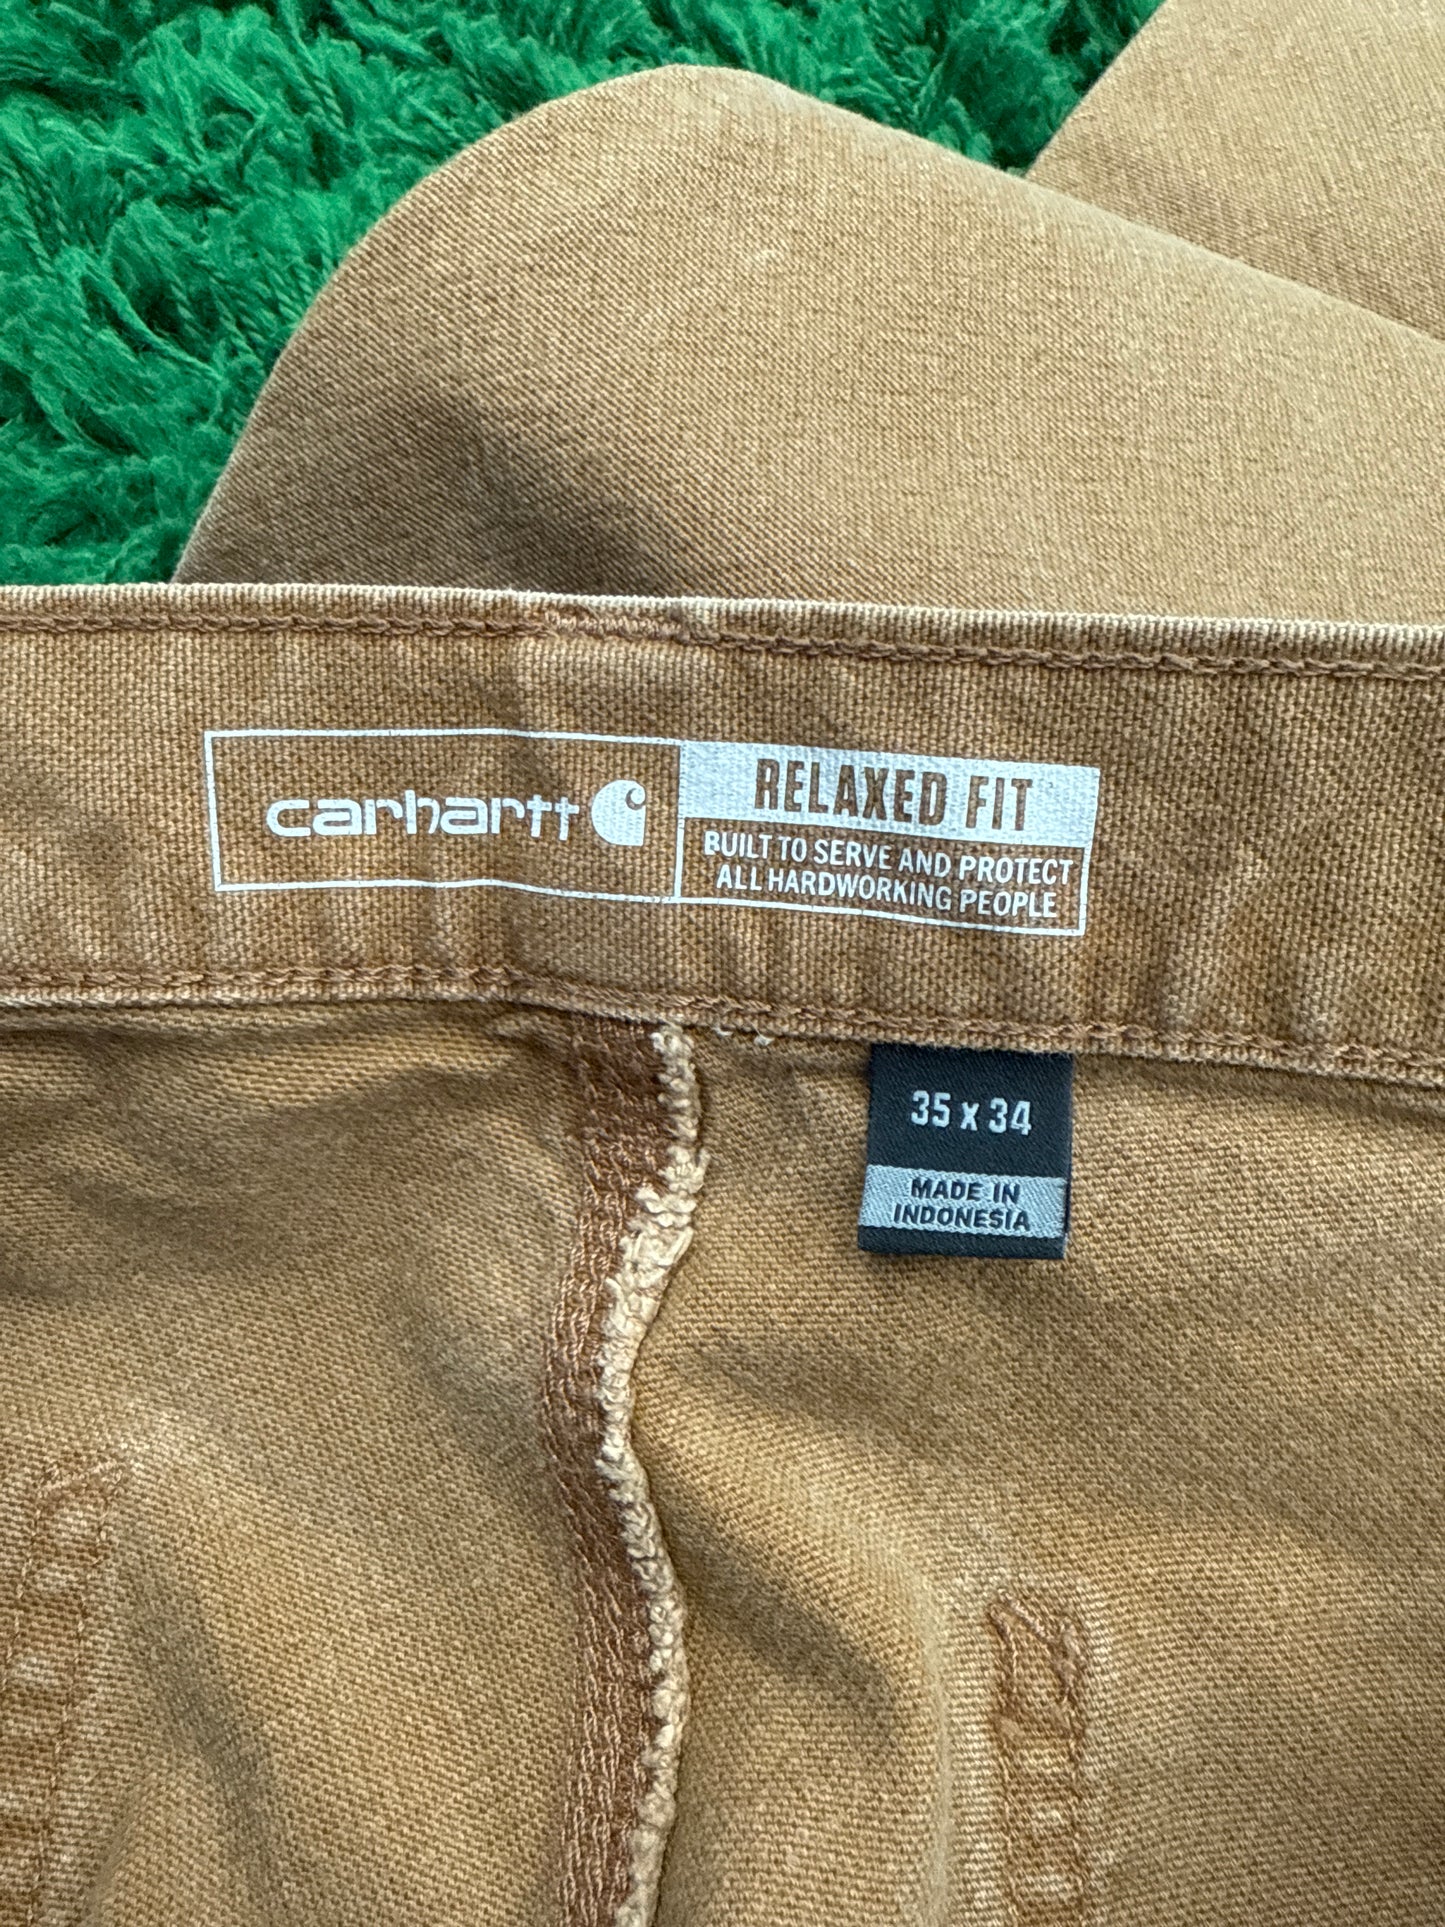 carhartt
RELAXED FIT
BUILT TO SERVE AND PROTECT
ALL HARDWORKING PEOPLE
35 x 34
MADE IN
INDONESIA